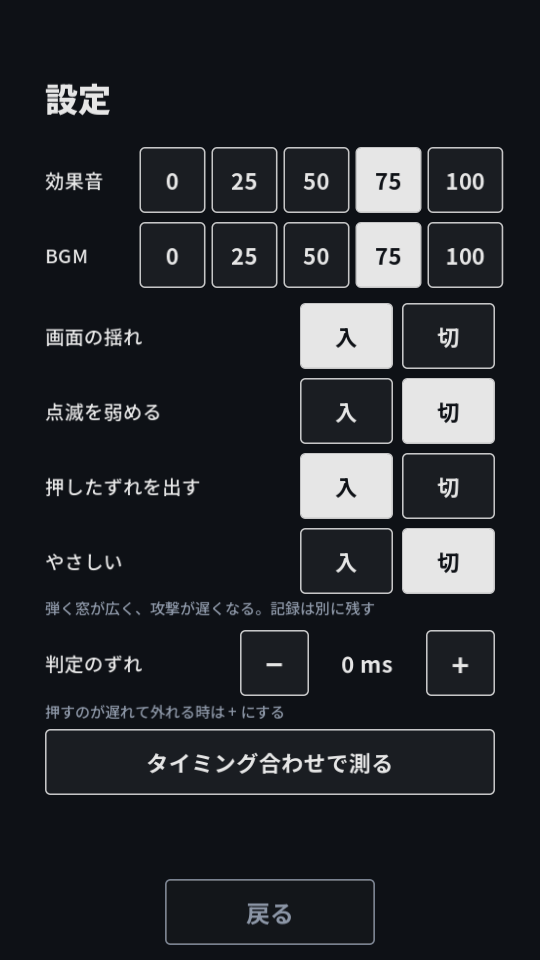 設定
効果音 0 25 50 75 100
BGM 0 25 50 75 100
画面の揺れ 入 切
点滅を弱める 入 切
押したずれを出す 入 切
やさしい 入 切
弾く窓が広く、攻撃が遅くなる。記録は別に残す
判定のずれ − 0 ms +
押すのが遅れて外れる時は + にする
タイミング合わせで測る
戻る